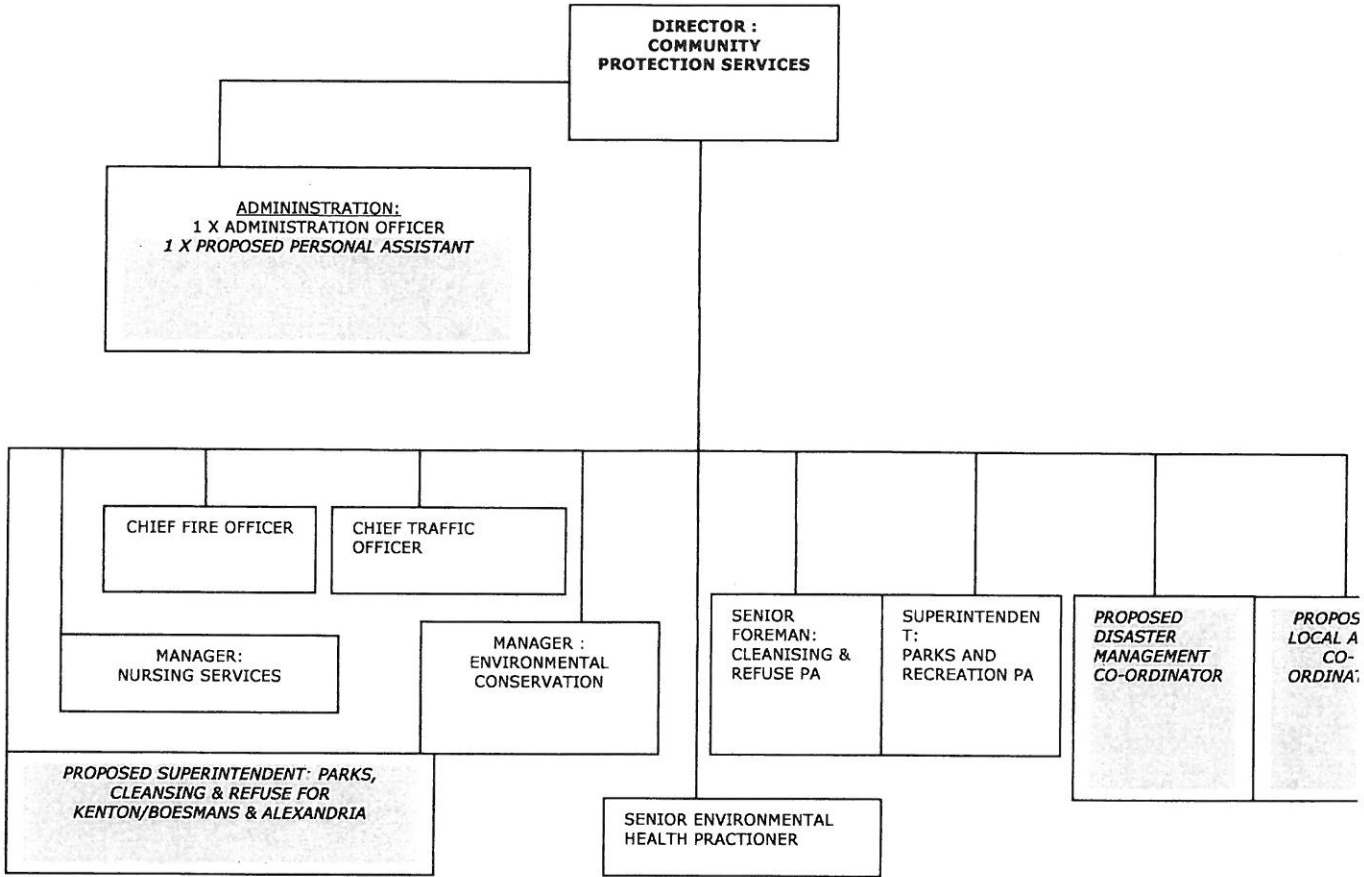 DIRECTOR :
COMMUNITY
PROTECTION SERVICES
ADMININSTRATION:
1 X ADMINISTRATION OFFICER
1 X PROPOSED PERSONAL ASSISTANT
CHIEF FIRE OFFICER
CHIEF TRAFFIC
OFFICER
MANAGER:
NURSING SERVICES
MANAGER :
ENVIRONMENTAL
CONSERVATION
SENIOR
FOREMAN:
CLEANISING &
REFUSE PA
SUPERINTENDEN
T:
PARKS AND
RECREATION PA
PROPOSED
DISASTER
MANAGEMENT
CO-ORDINATOR
LOCAL
CO-
PROPOSED SUPERINTENDENT: PARKS,
CLEANSING & REFUSE FOR
KENTON/BOESMANS & ALEXANDRIA
SENIOR ENVIRONMENTAL
HEALTH PRACTIONER